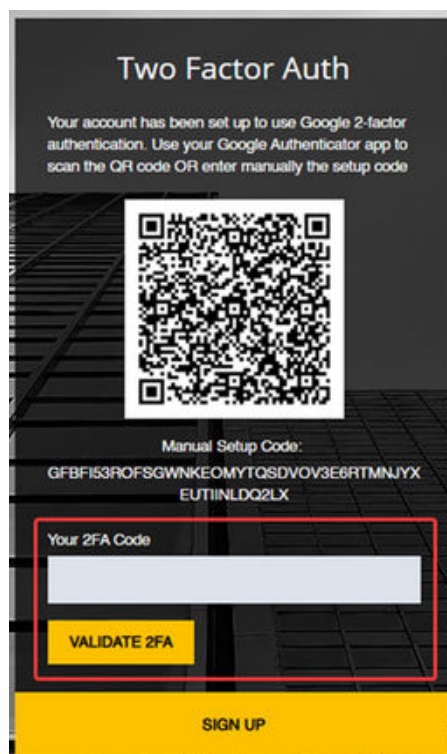 Two Factor Auth
Your account has been set up to use Google 2-factor
authentication. Use your Google Authenticator app to
scan the QR code OR enter manually the setup code
Manual Setup Code:
GFBFI53ROFSGWNKEOMYTQSDVOV3E6RTMNJYX
EUTIINLDQ2LX
Your 2FA Code
VALIDATE 2FA
SIGN UP